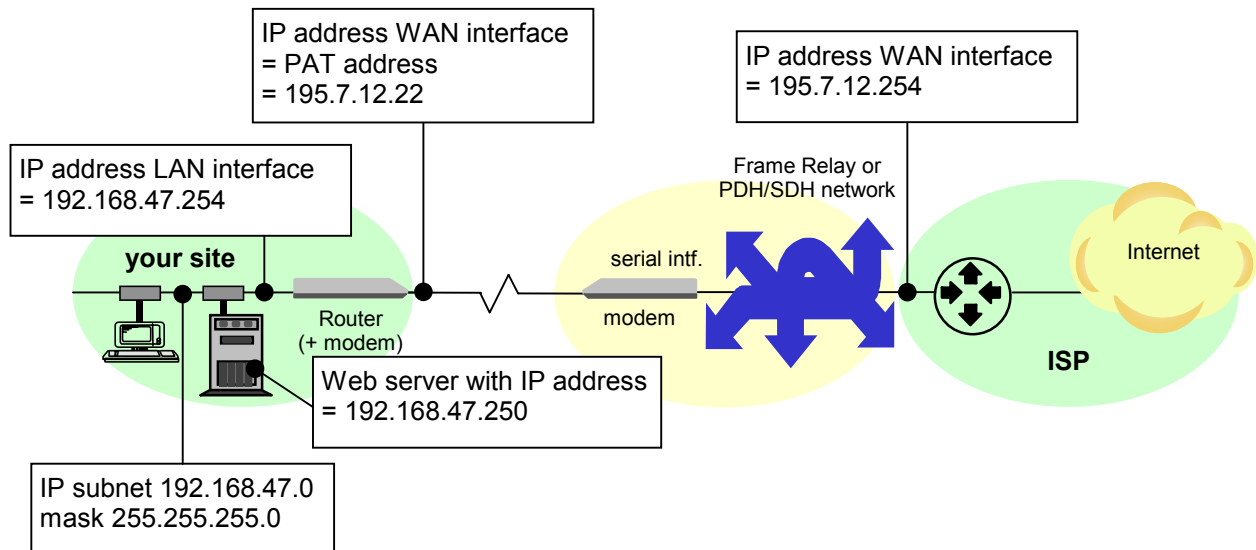 IP address WAN interface
= PAT address
= 195.7.12.22
IP address WAN interface
= 195.7.12.254
IP address LAN interface
= 192.168.47.254
Frame Relay or
PDH/SDH network
your site
serial intf.
Internet
Router
(+ modem)
modem
ISP
Web server with IP address
= 192.168.47.250
IP subnet 192.168.47.0
mask 255.255.255.0